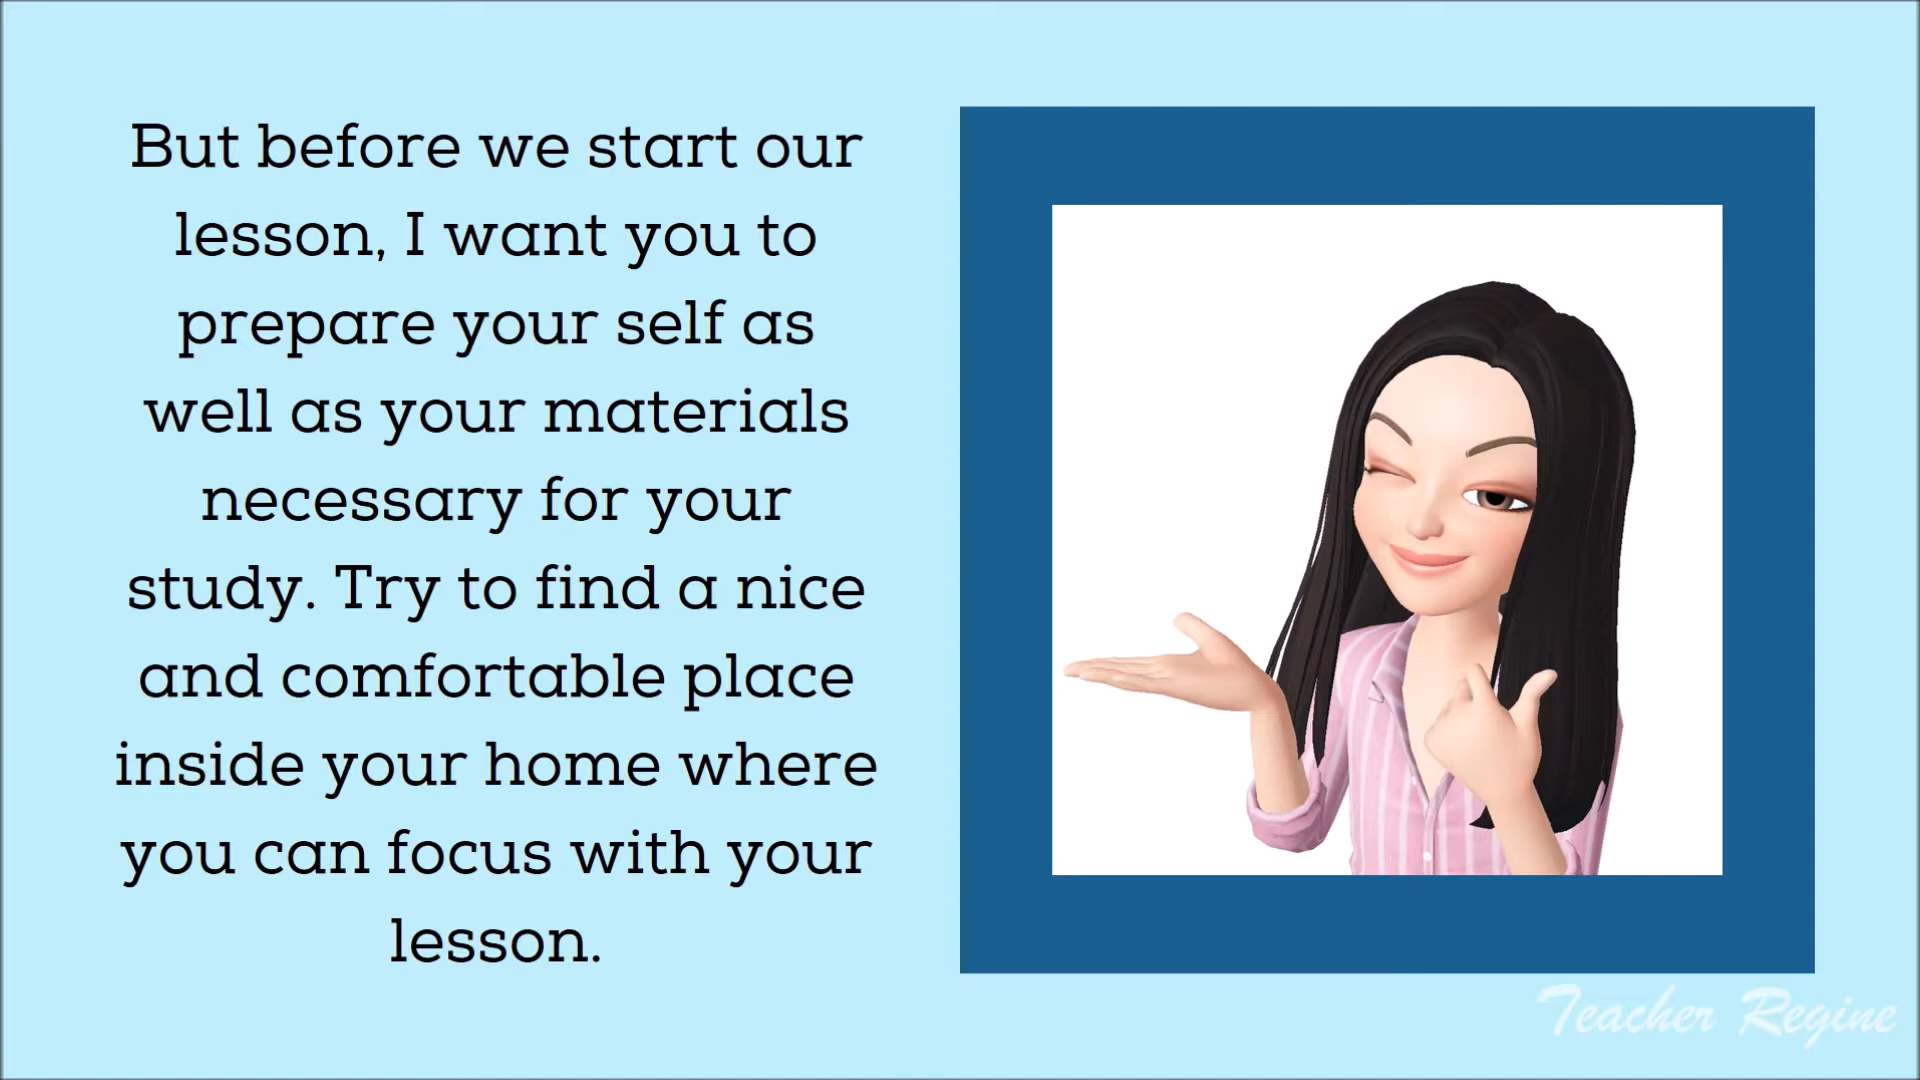 But before we start our
lesson, I want you to
prepare your self as
well as your materials
necessary for your
study. Try to find a nice
and comfortable place
inside your home where
you can focus with your
lesson.
Teacher Regine